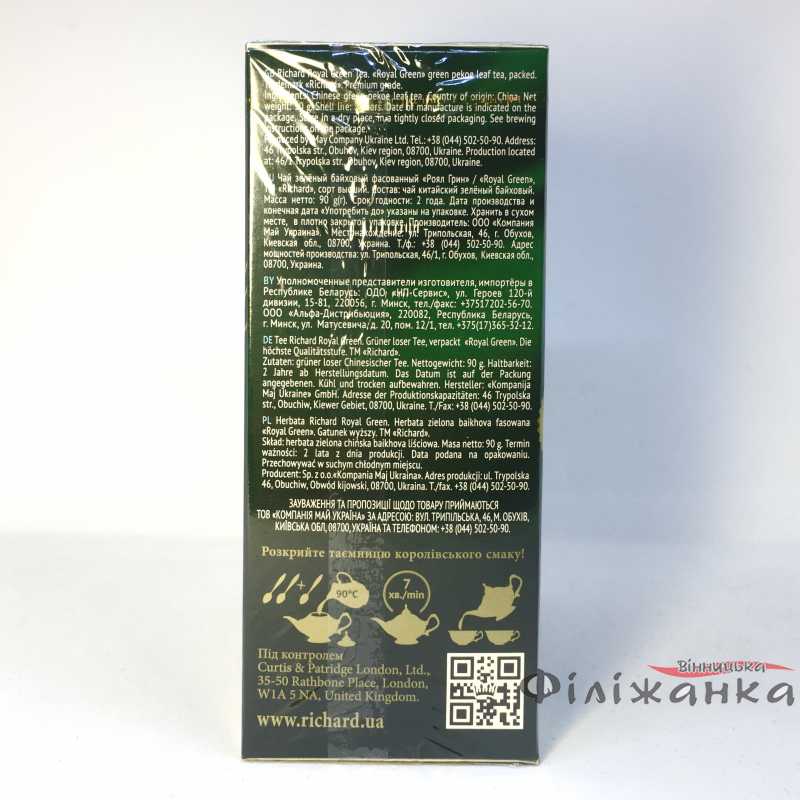 GB Richard Royal Green Tea. «Royal Green» green pekoe leaf tea, packed.
Trademark «Richard». Premium grade.
Ingredients: Chinese green pekoe leaf tea. Country of origin: China. Net
weight: 90 g. Shelf life: 2 years. Date of manufacture is indicated on the
package. Store in a dry place, in a tightly closed packaging. See brewing
instructions on the package.
Produced by May Company Ukraine Ltd. Tel.: +38 (044) 502-50-90. Address:
46 Trypolska str., Obuhov, Kiev region, 08700, Ukraine. Production located
at: 46/1 Trypolska str., Obuhov, Kiev region, 08700, Ukraine.
RU Чай зелёный байховый фасованный «Роял Грин» / «Royal Green»,
ТМ «Richard», сорт высший. Состав: чай китайский зелёный байховый.
Масса нетто: 90 g(г). Срок годности: 2 года. Дата производства и
конечная дата «Употребить до» указаны на упаковке. Хранить в сухом
месте, в плотно закрытой упаковке. Производитель: ООО «Компания
Май Украина». Местонахождение: ул. Трипольская, 46, г. Обухов,
Киевская обл., 08700, Украина. Т./ф.: +38 (044) 502-50-90. Адрес
мощностей производства: ул. Трипольская, 46/1, г. Обухов, Киевская обл.,
08700, Украина.
BY Уполномоченные представители изготовителя, импортёры в
Республике Беларусь: ОДО «НП-Сервис», ул. Героев 120-й
дивизии, 15-81, 220056, г. Минск, тел./факс: +37517202-56-70.
ООО «Альфа-Дистрибьюция», 220082, Республика Беларусь,
г. Минск, ул. Матусевича/д. 20, пом. 12/1, тел. +375(17)365-32-12.
DE Tee Richard Royal Green. Grüner loser Tee, verpackt «Royal Green». Die
höchste Qualitätsstufe. TM «Richard».
Zutaten: grüner loser Chinesischer Tee. Nettogewicht: 90 g. Haltbarkeit:
2 Jahre ab Herstellungsdatum. Das Datum ist auf der Packung
angegebenen. Kühl und trocken aufbewahren. Hersteller: «Kompanija
Maj Ukraine» GmbH. Adresse der Produktionskapazitäten: 46 Trypolska
str., Obuchiw, Kiewer Gebiet, 08700, Ukraine. T./Fax: +38 (044) 502-50-90.
PL Herbata Richard Royal Green. Herbata zielona baikhova fasowana
«Royal Green». Gatunek wyższy. TM «Richard».
Skład: herbata zielona chińska baikhova liściowa. Masa netto: 90 g. Termin
ważności: 2 lata z dnia produkcji. Data podana na opakowaniu.
Przechowywać w suchym chłodnym miejscu.
Producent: Sp. z o.o.«Kompania Maj Ukraina». Adres produkcji: ul. Trypolska
46, Obuchiw, Obwód kijowski, 08700, Ukraina. T./fax. +38 (044) 502-50-90.
ЗАУВАЖЕННЯ ТА ПРОПОЗИЦІЇ ЩОДО ТОВАРУ ПРИЙМАЮТЬСЯ
ТОВ «КОМПАНІЯ МАЙ УКРАЇНА» ЗА АДРЕСОЮ: ВУЛ. ТРИПІЛЬСЬКА, 46, М. ОБУХІВ,
КИЇВСЬКА ОБЛ, 08700, УКРАЇНА ТА ТЕЛЕФОНОМ: +38 (044) 502-50-90.
Розкрийте таємницю королівського смаку!
+ 90°C 7
хв./min
Під контролем
Curtis & Patridge London, Ltd.,
35-50 Rathbone Place, London,
W1A 5 NA. United Kingdom.
www.richard.ua
MAY
Вінницька
Філіжанка